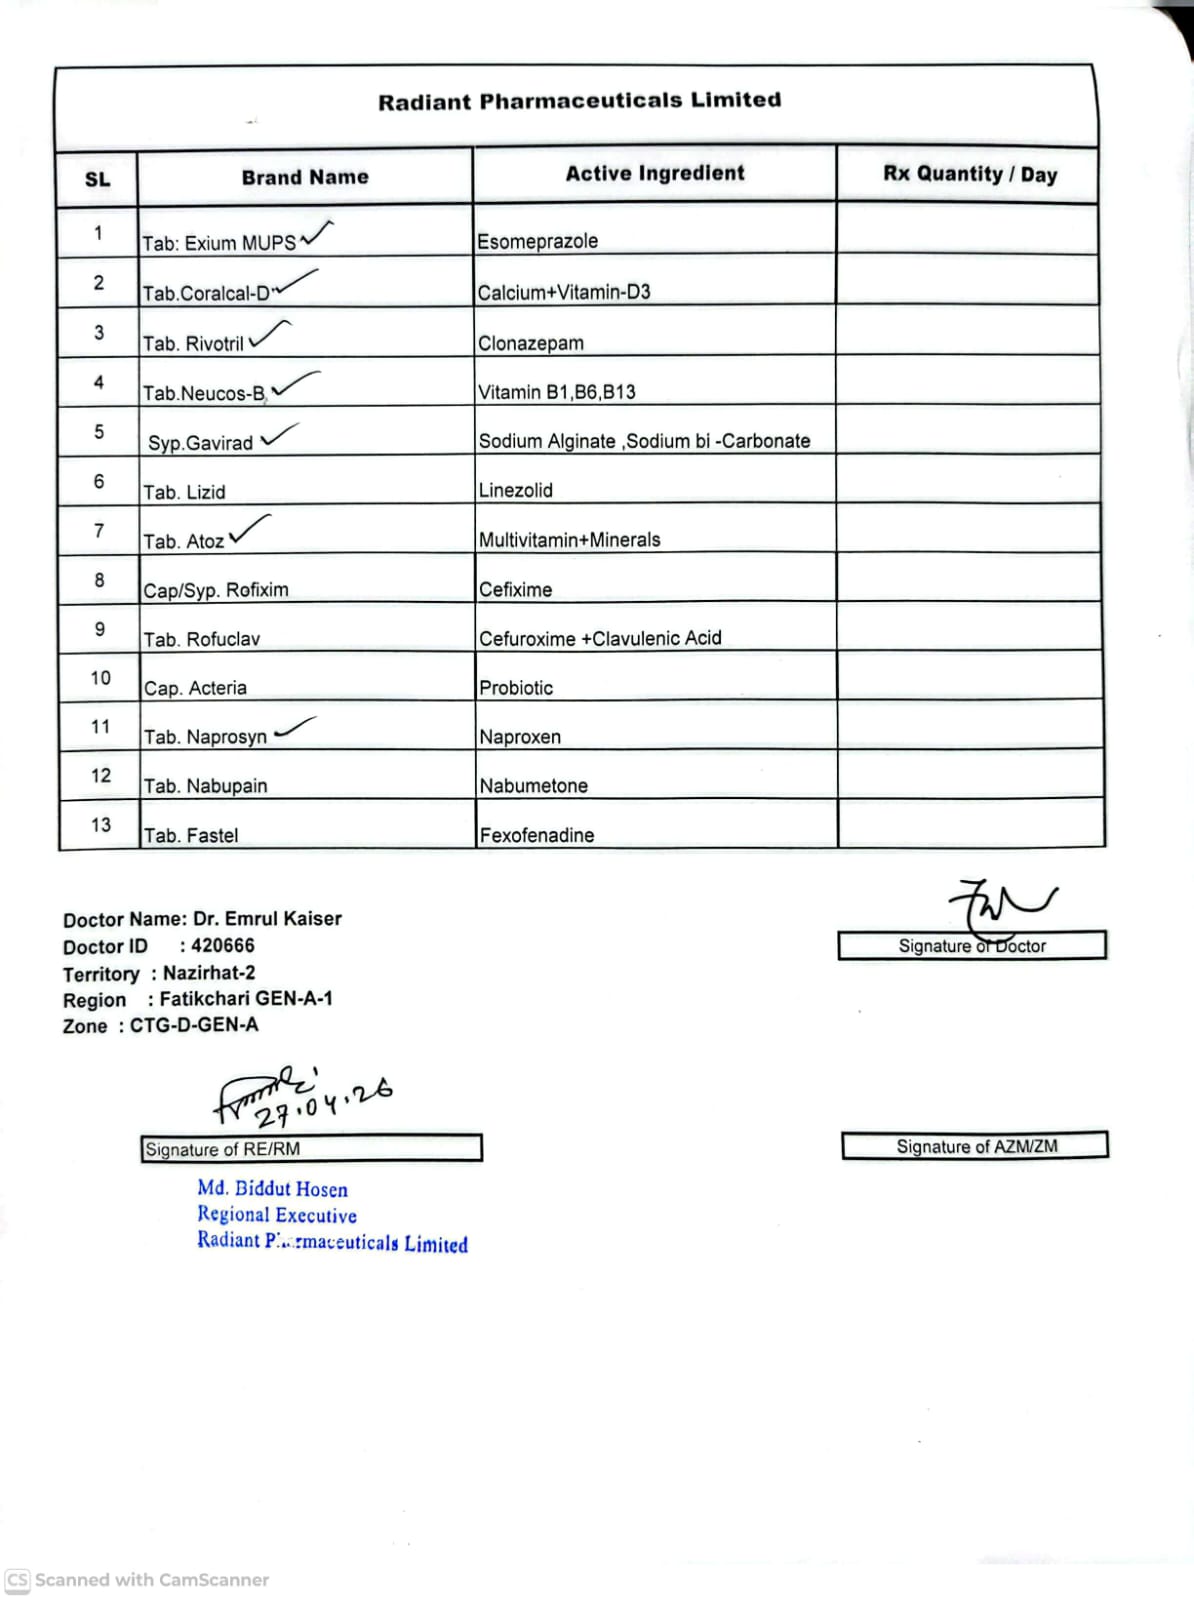 Radiant Pharmaceuticals Limited
SL Brand Name Active Ingredient Rx Quantity / Day
1 Tab: Exium MUPS ✓ Esomeprazole
2 Tab.Coralcal-D ✓ Calcium+Vitamin-D3
3 Tab. Rivotril ✓ Clonazepam
4 Tab.Neucos-B ✓ Vitamin B1,B6,B13
5 Syp.Gavirad ✓ Sodium Alginate ,Sodium bi -Carbonate
6 Tab. Lizid Linezolid
7 Tab. Atoz ✓ Multivitamin+Minerals
8 Cap/Syp. Rofixim Cefixime
9 Tab. Rofuclav Cefuroxime +Clavulenic Acid
10 Cap. Acteria Probiotic
11 Tab. Naprosyn ✓ Naproxen
12 Tab. Nabupain Nabumetone
13 Tab. Fastel Fexofenadine
Doctor Name: Dr. Emrul Kaiser
Doctor ID : 420666
Signature of Doctor
Territory : Nazirhat-2
Region : Fatikchari GEN-A-1
Zone : CTG-D-GEN-A
27.04.26
Signature of RE/RM
Signature of AZM/ZM
Md. Biddut Hosen
Regional Executive
Radiant Pharmaceuticals Limited
CS Scanned with CamScanner